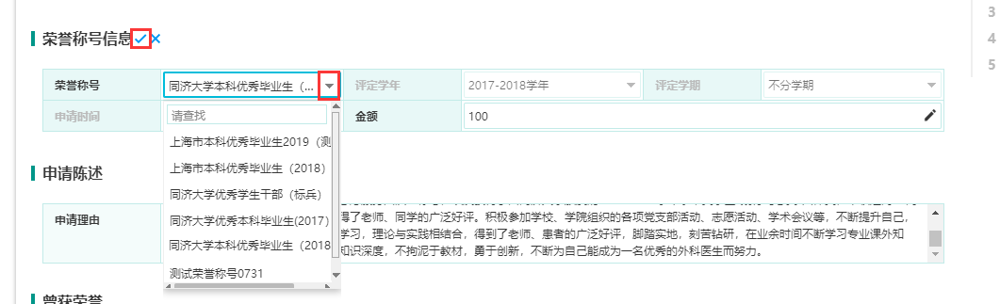 3
荣誉称号信息
4
5
荣誉称号 同济大学本科优秀毕业生（... 评定学年 2017-2018学年 评定学期 不分学期
申请时间 请查找 金额 100
上海市本科优秀毕业生2019（测
上海市本科优秀毕业生（2018）
同济大学优秀学生干部（标兵）
同济大学优秀本科毕业生(2017)
同济大学本科优秀毕业生（2018
测试荣誉称号0731
申请陈述
申请理由
得了老师、同学的广泛好评。积极参加学校、学院组织的各项党支部活动、志愿活动、学术会议等，不断提升自己，
学习，理论与实践相结合，得到了老师、患者的广泛好评，脚踏实地，刻苦钻研，在业余时间不断学习专业课外知
知识深度，不拘泥于教材，勇于创新，不断为自己能成为一名优秀的外科医生而努力。
曾获荣誉